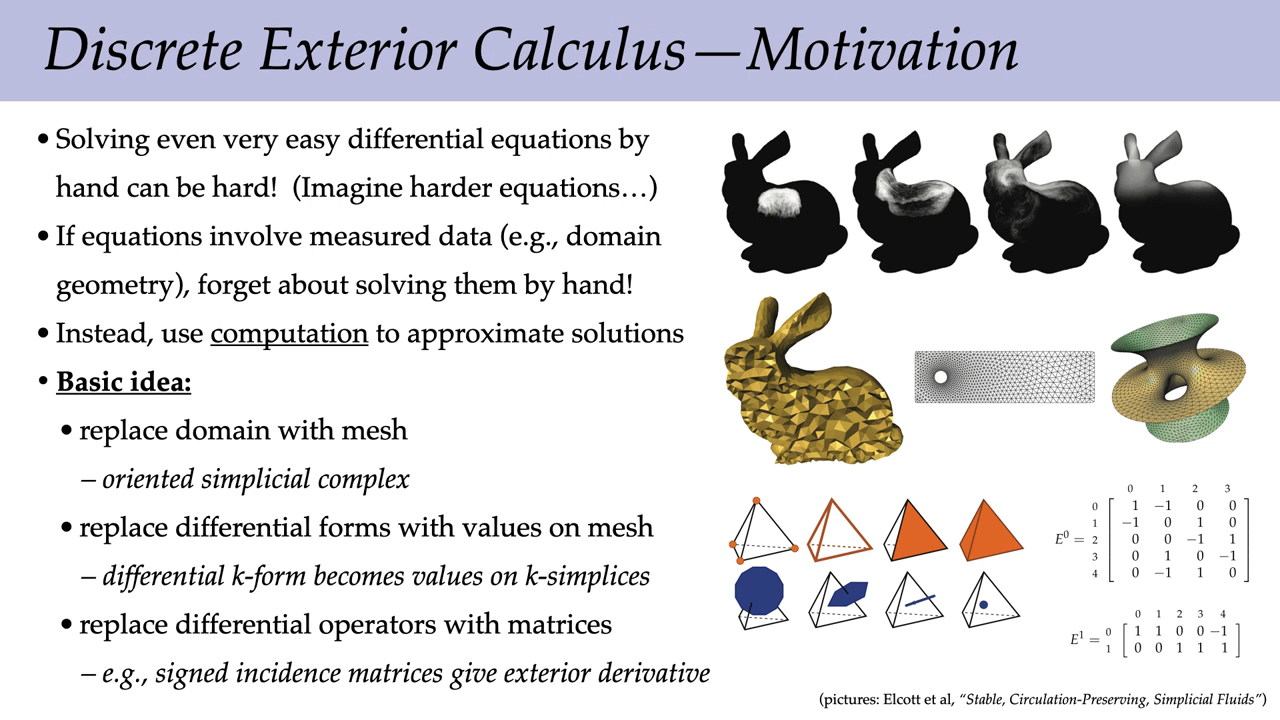 Discrete Exterior Calculus—Motivation
• Solving even very easy differential equations by
hand can be hard! (Imagine harder equations…)
• If equations involve measured data (e.g., domain
geometry), forget about solving them by hand!
• Instead, use computation to approximate solutions
• Basic idea:
• replace domain with mesh
– oriented simplicial complex
• replace differential forms with values on mesh
– differential k-form becomes values on k-simplices
• replace differential operators with matrices
– e.g., signed incidence matrices give exterior derivative
0 1 2 3
0 1 −1 0 0
1 −1 0 1 0
E⁰ = 2 0 0 −1 1
3 0 1 0 −1
4 0 −1 1 0
0 1 2 3 4
E¹ = 0 1 1 0 0 −1
1 0 0 1 1 1
(pictures: Elcott et al, “Stable, Circulation-Preserving, Simplicial Fluids”)